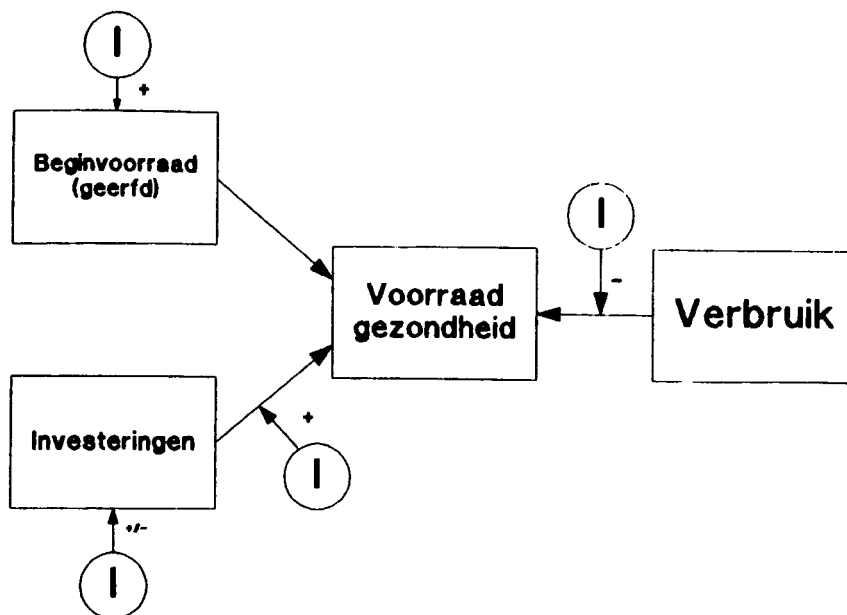 I
+
Beginvoorraad
(geerfd)
I
-
Voorraad
gezondheid
Verbruik
Investeringen
+
I
+/-
I